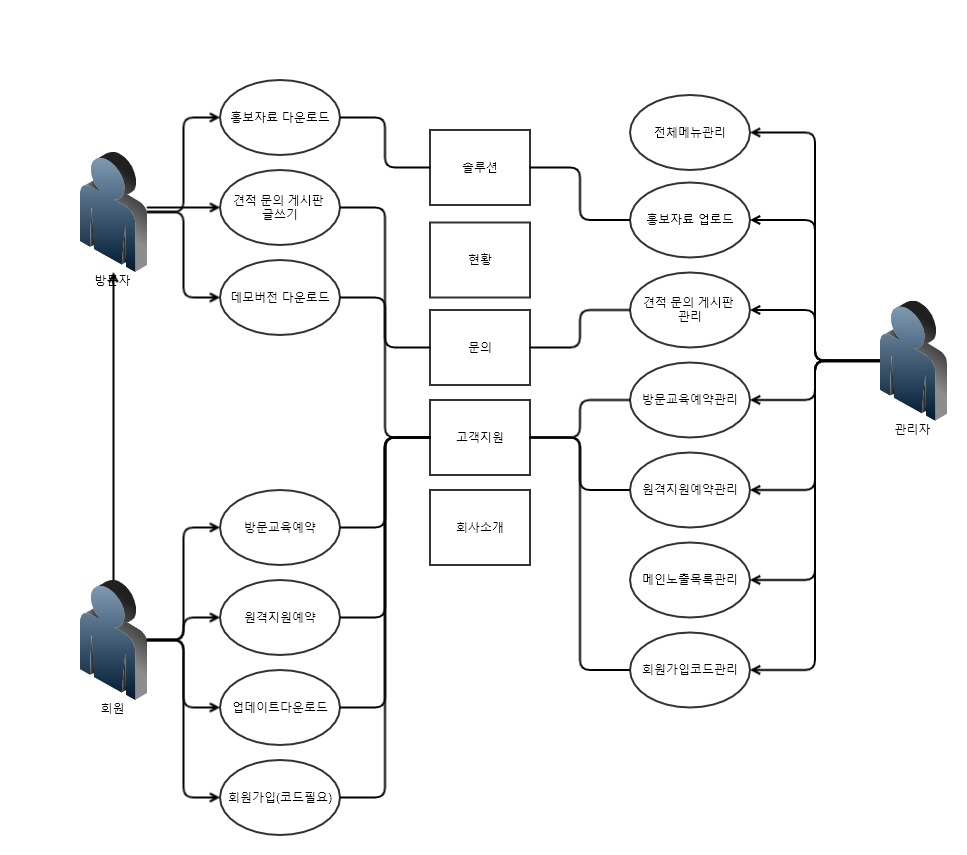 홍보자료 다운로드
전체메뉴관리
솔루션
견적 문의 게시판
글쓰기
홍보자료 업로드
방문자
현황
데모버전 다운로드
견적 문의 게시판
관리
문의
방문교육예약관리
관리자
고객지원
원격지원예약관리
방문교육예약
회사소개
메인노출목록관리
원격지원예약
회원가입코드관리
회원
업데이트다운로드
회원가입(코드필요)